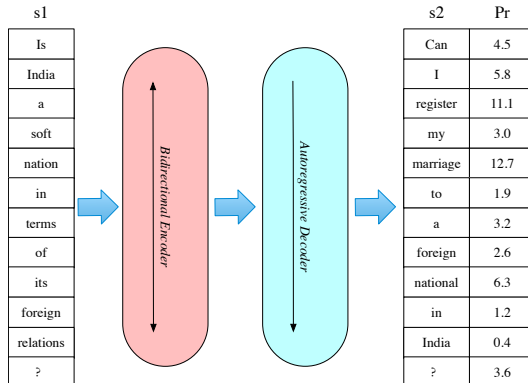 s1
Is
India
a
soft
nation
in
terms
of
its
foreign
relations
?
Bidirectional Encoder
Autoregressive Decoder
s2 Pr
Can 4.5
I 5.8
register 11.1
my 3.0
marriage 12.7
to 1.9
a 3.2
foreign 2.6
national 6.3
in 1.2
India 0.4
? 3.6